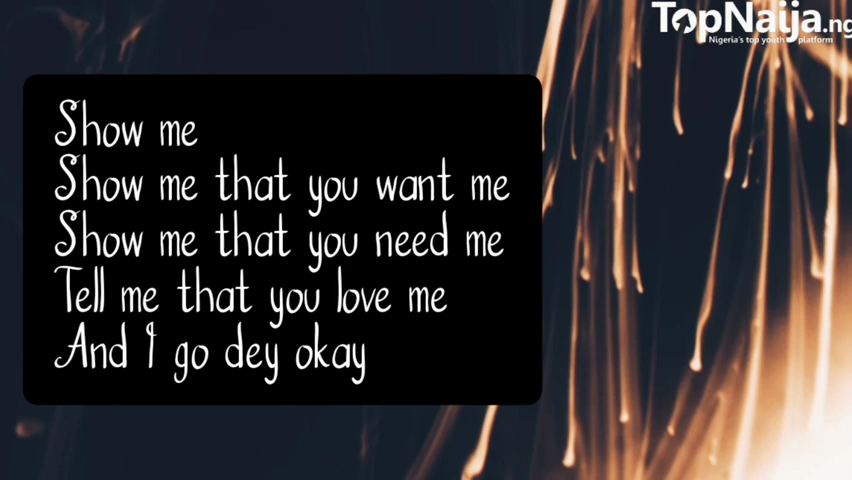 TopNaija.ng
Nigeria's top youth platform
Show me
Show me that you want me
Show me that you need me
Tell me that you love me
And I go dey okay